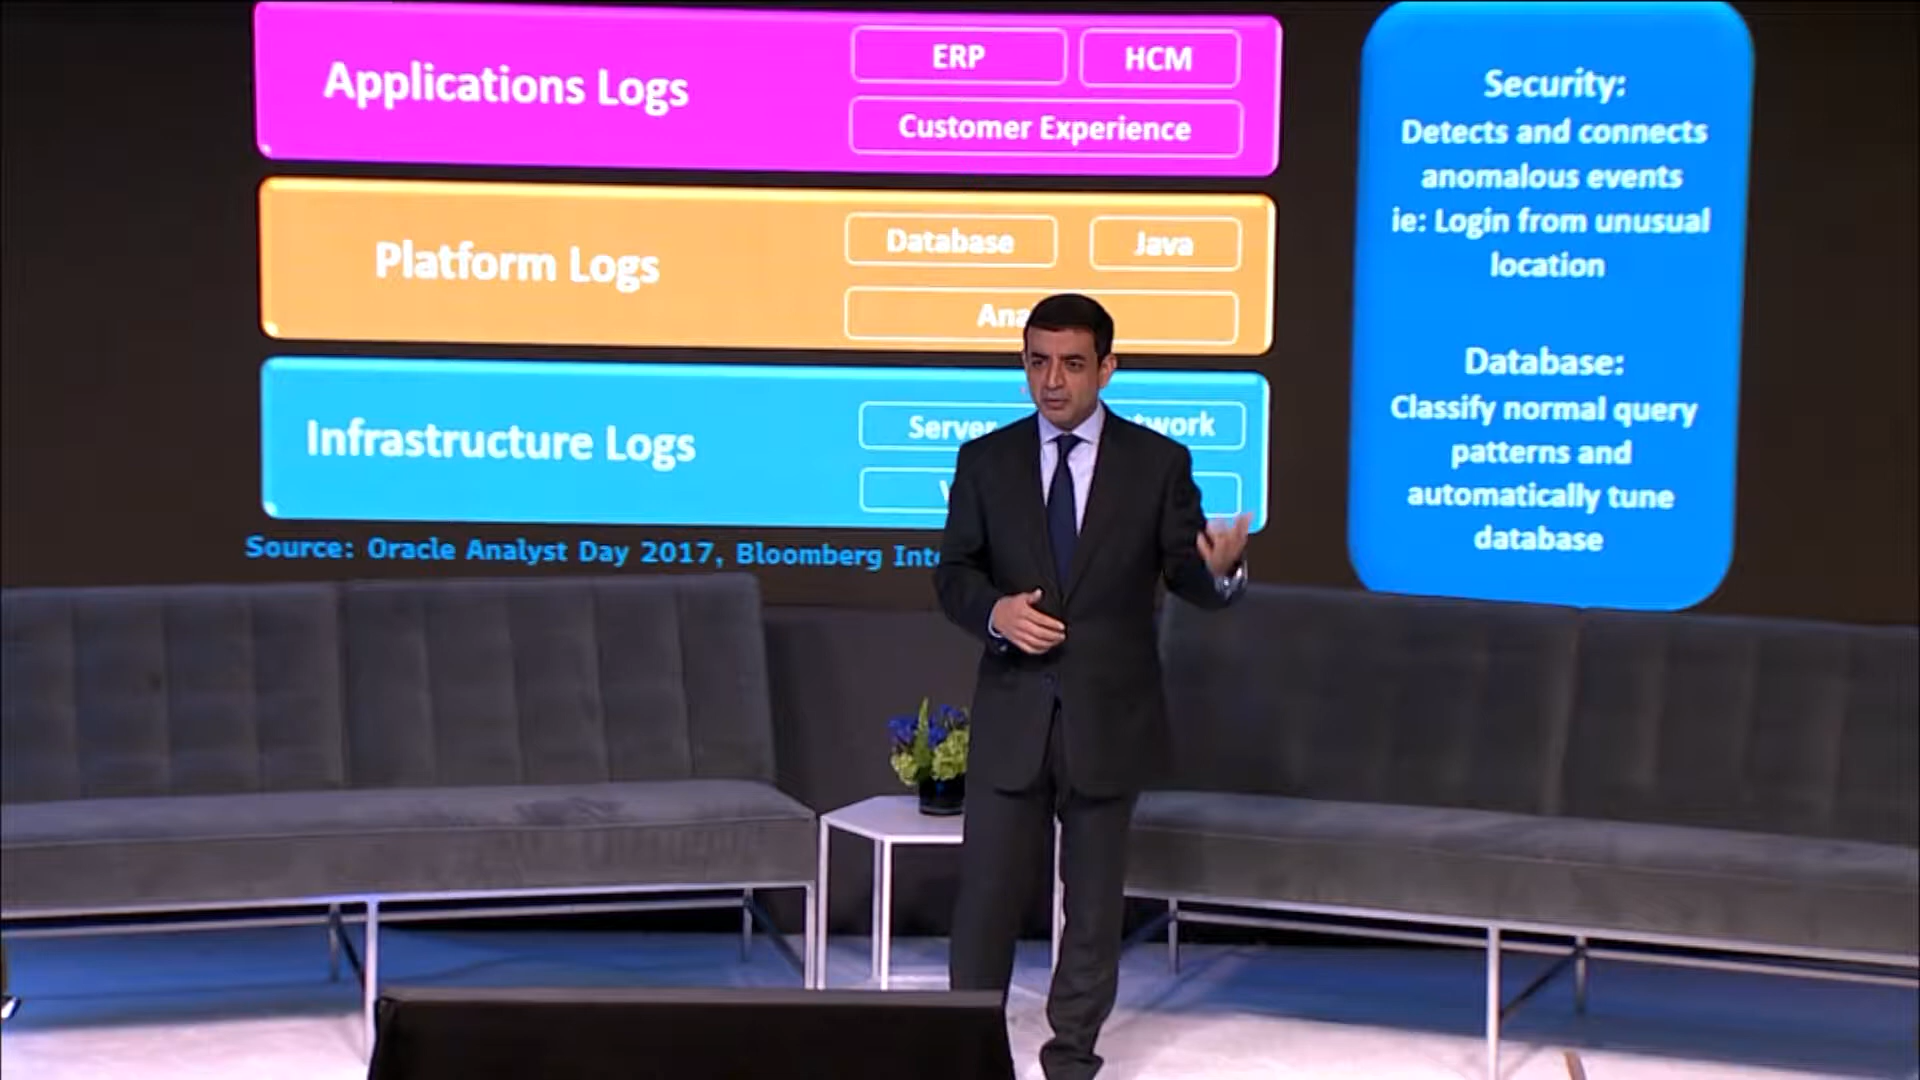 Applications Logs
ERP
HCM
Customer Experience
Platform Logs
Database
Java
Infrastructure Logs
Server
Source: Oracle Analyst Day 2017, Bloomberg
Security:
Detects and connects
anomalous events
ie: Login from unusual
location
Database:
Classify normal query
patterns and
automatically tune
database